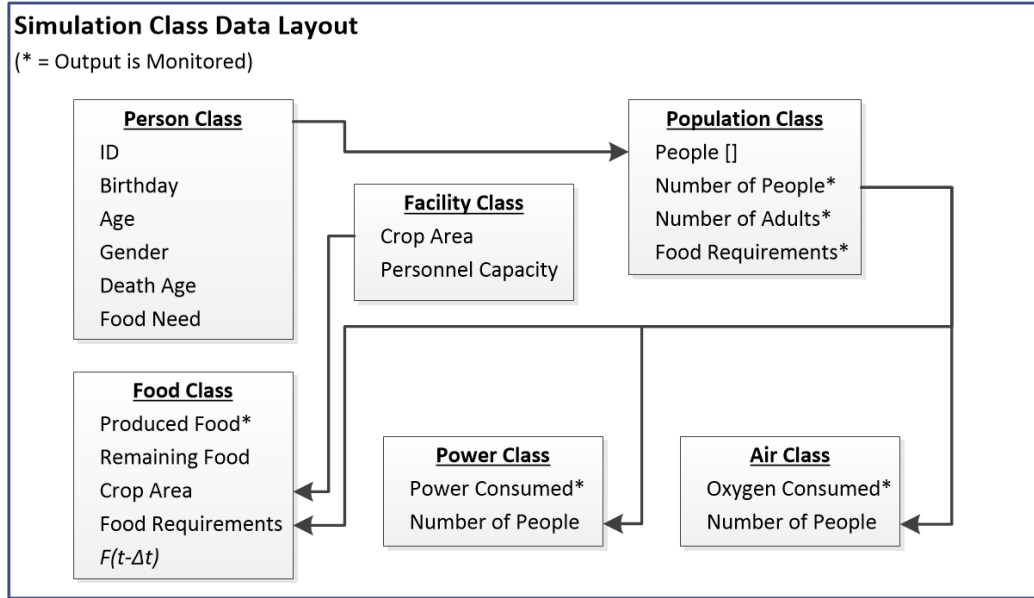 Simulation Class Data Layout
(* = Output is Monitored)
Person Class
ID
Birthday
Age
Gender
Death Age
Food Need
Facility Class
Crop Area
Personnel Capacity
Population Class
People []
Number of People*
Number of Adults*
Food Requirements*
Food Class
Produced Food*
Remaining Food
Crop Area
Food Requirements
F(t-Δt)
Power Class
Power Consumed*
Number of People
Air Class
Oxygen Consumed*
Number of People